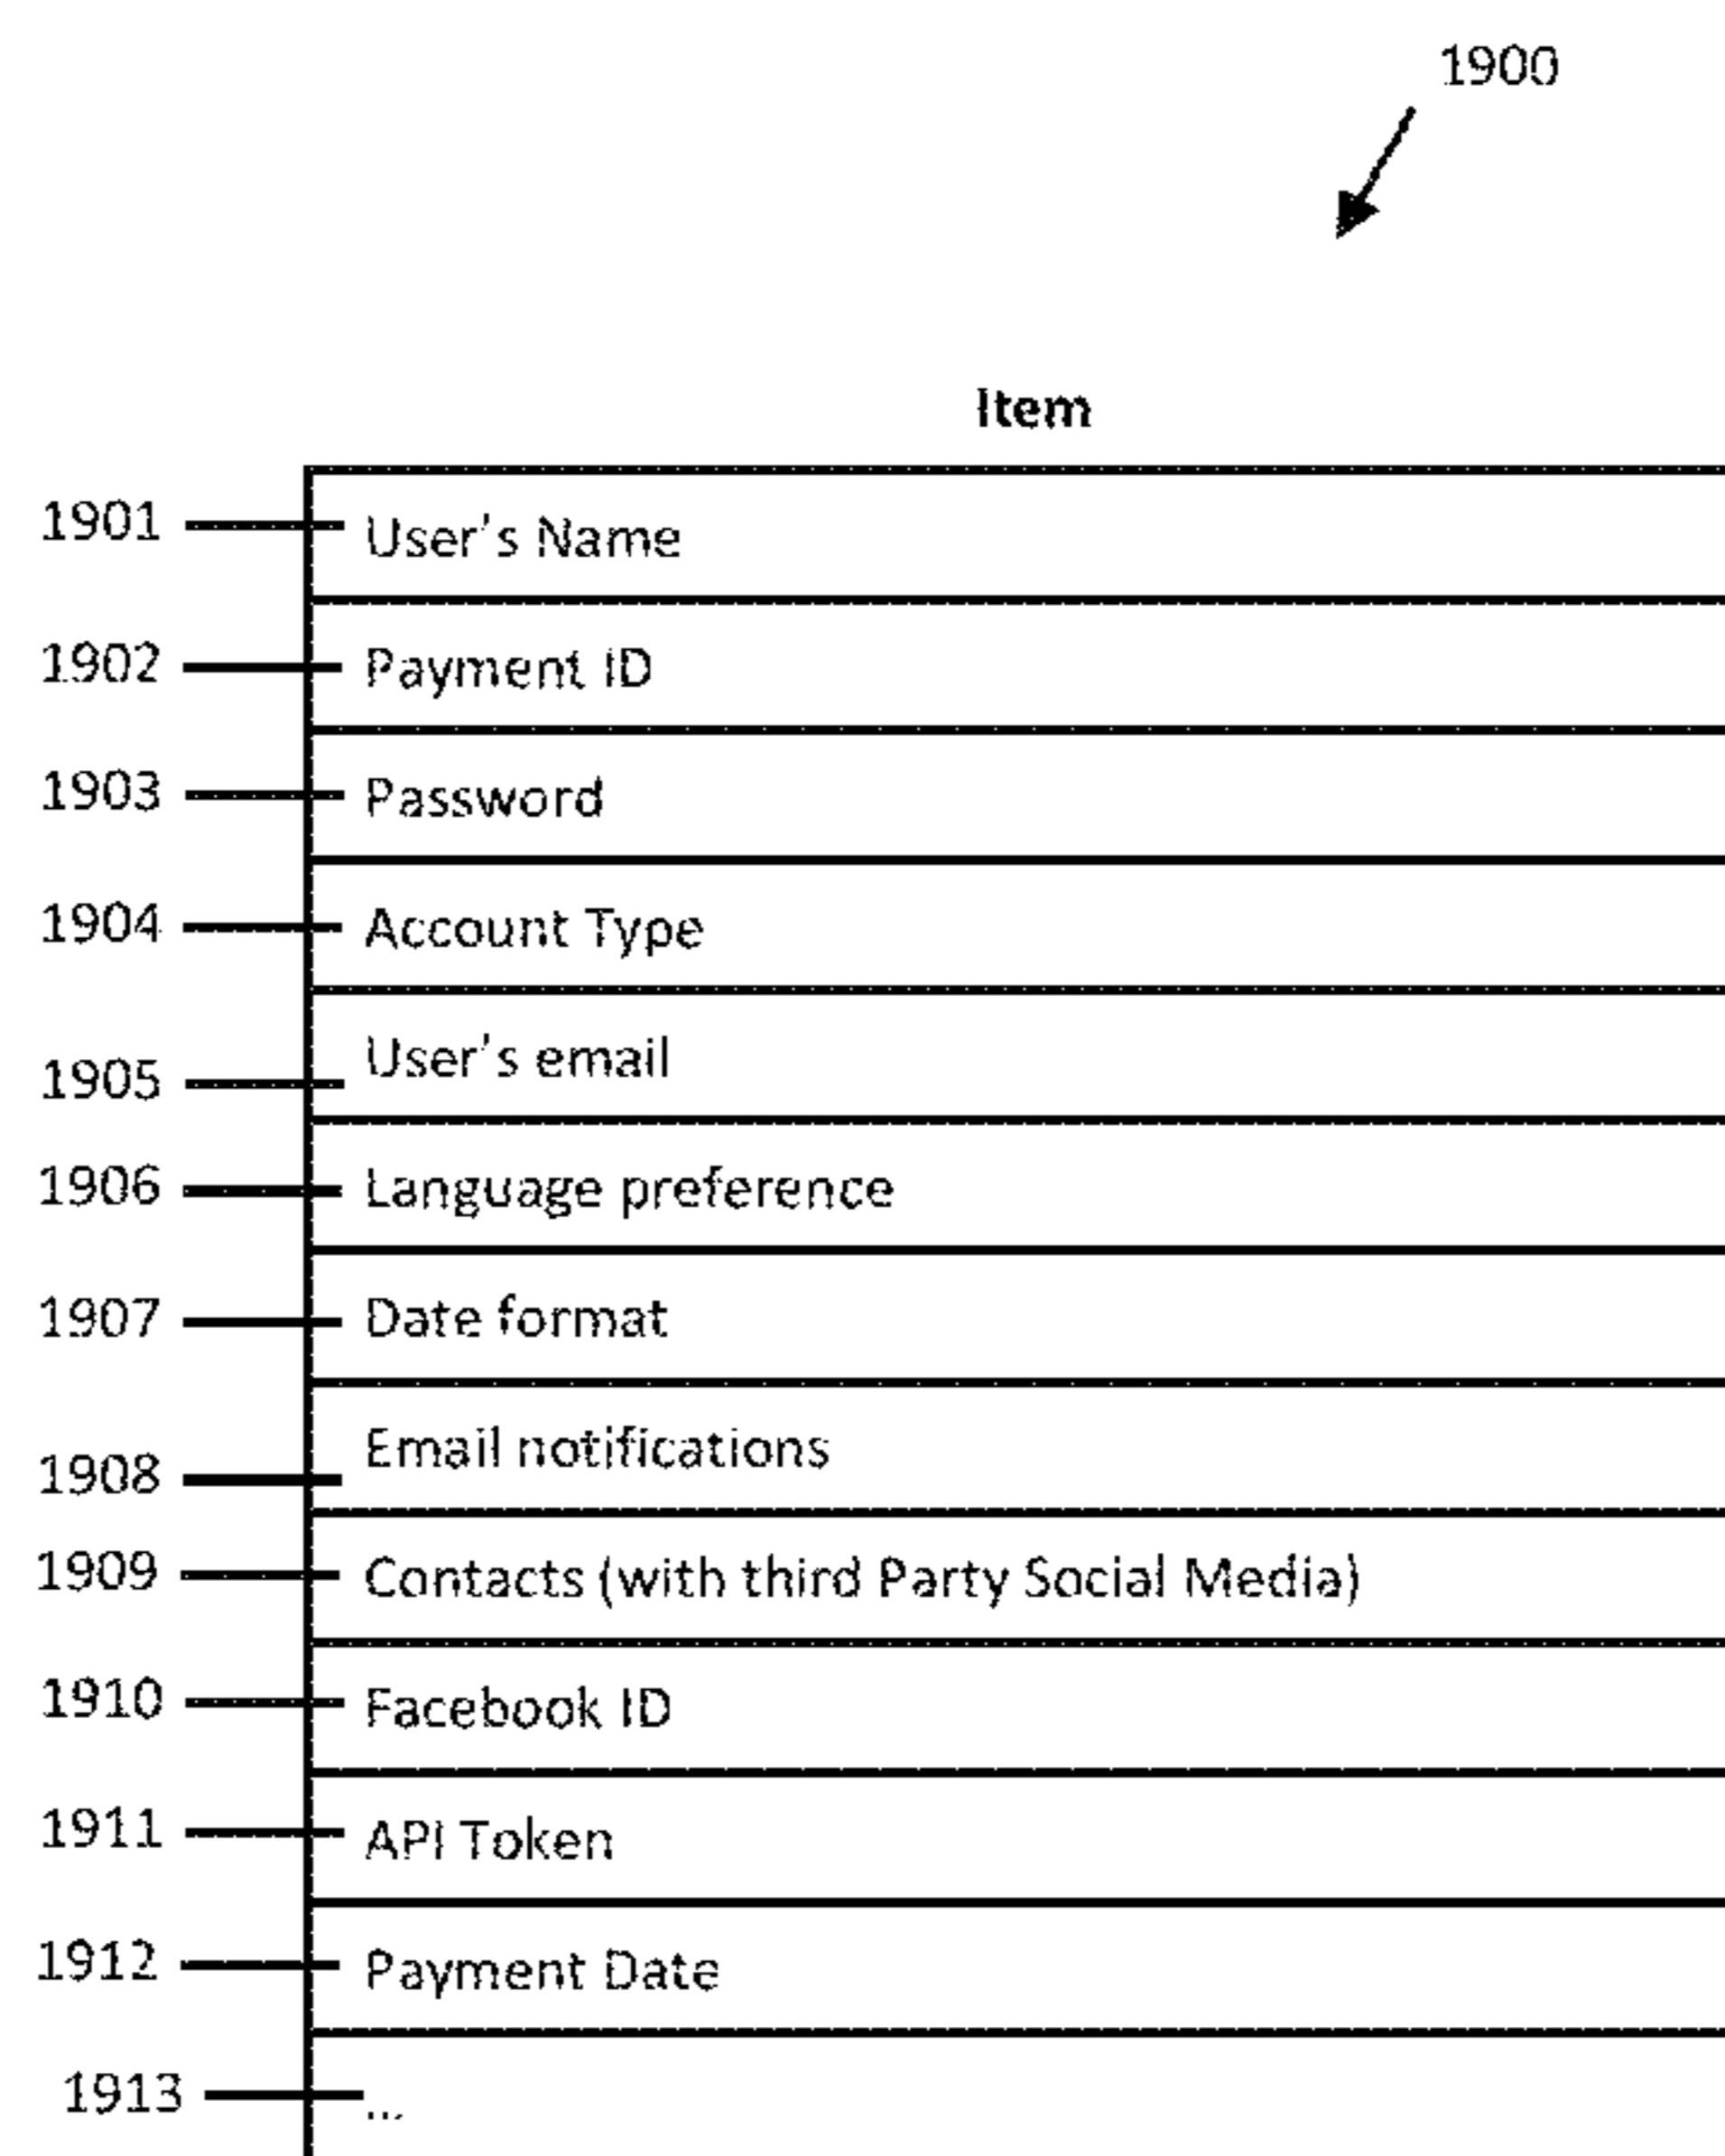 1900
Item
1901 User's Name
1902 Payment ID
1903 Password
1904 Account Type
1905 User's email
1906 Language preference
1907 Date format
1908 Email notifications
1909 Contacts (with third Party Social Media)
1910 Facebook ID
1911 API Token
1912 Payment Date
1913 ...